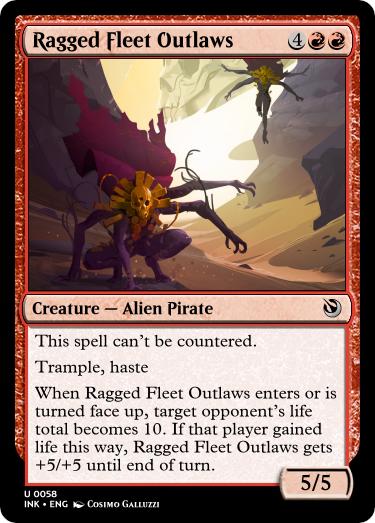 Ragged Fleet Outlaws 4
Creature — Alien Pirate
This spell can't be countered.
Trample, haste
When Ragged Fleet Outlaws enters or is
turned face up, target opponent's life
total becomes 10. If that player gained
life this way, Ragged Fleet Outlaws gets
+5/+5 until end of turn.
5/5
U 0058
INK • ENG Cosimo Galluzzi